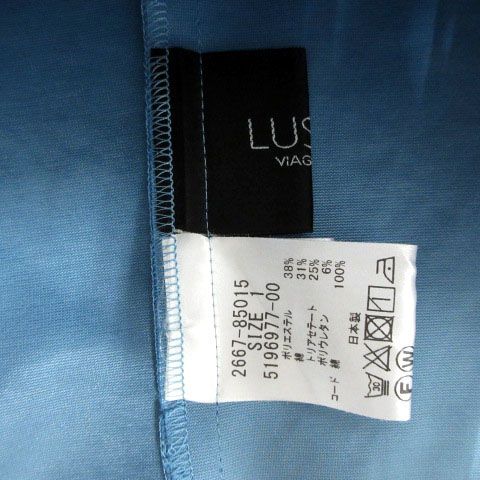 LUS
VIAG
2667-85015
SIZE 1
5196977-00
ポリエステル 38%
綿 31%
トリアセテート 25%
ポリウレタン 6%
コード 綿 100%
日本製
30
F W